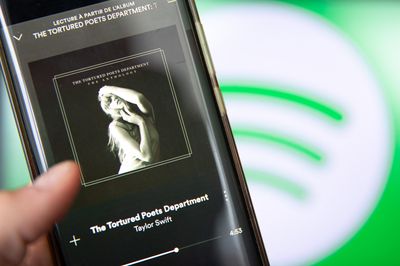 LECTURE À PARTIR DE L'ALBUM
THE TORTURED POETS DEPARTMENT: T
THE TORTURED POETS DEPARTMENT
THE ANTHOLOGY
The Tortured Poets Department
Taylor Swift
4:53